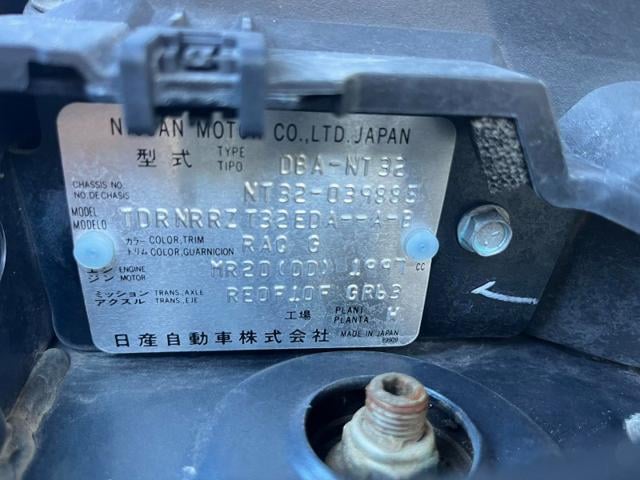 NISSAN MOTOR CO.,LTD.JAPAN
型式 TYPE TIPO DBA-NT32
CHASSIS NO. NO.DE CHASIS NT32-039885
MODEL MODELO TDRNRRZ T32EDA--A-B
カラー COLOR,TRIM トリム COLOR,GUARNICION RAQ G
エンジン ENGINE MOTOR MR20(DD) 1997 CC
ミッション TRANS.,AXLE アクスル TRANS.,EJE RE0F10F GR63
工場 PLANT PLANTA H
日産自動車株式会社 MADE IN JAPAN